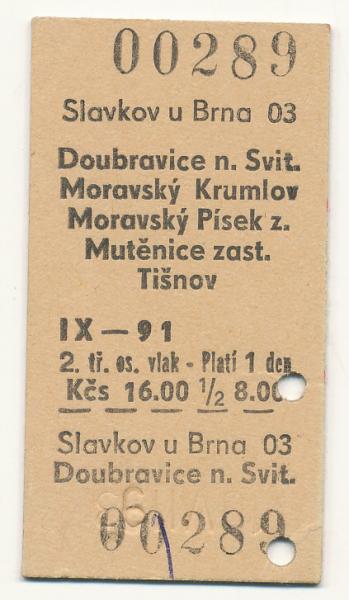 00289
Slavkov u Brna 03
Doubravice n. Svit.
Moravský Krumlov
Moravský Písek z.
Mutěnice zast.
Tišnov
IX — 91
2. tř. os. vlak - Platí 1 den
Kčs 16.00 1/2 8.00
Slavkov u Brna 03
Doubravice n. Svit.
00289